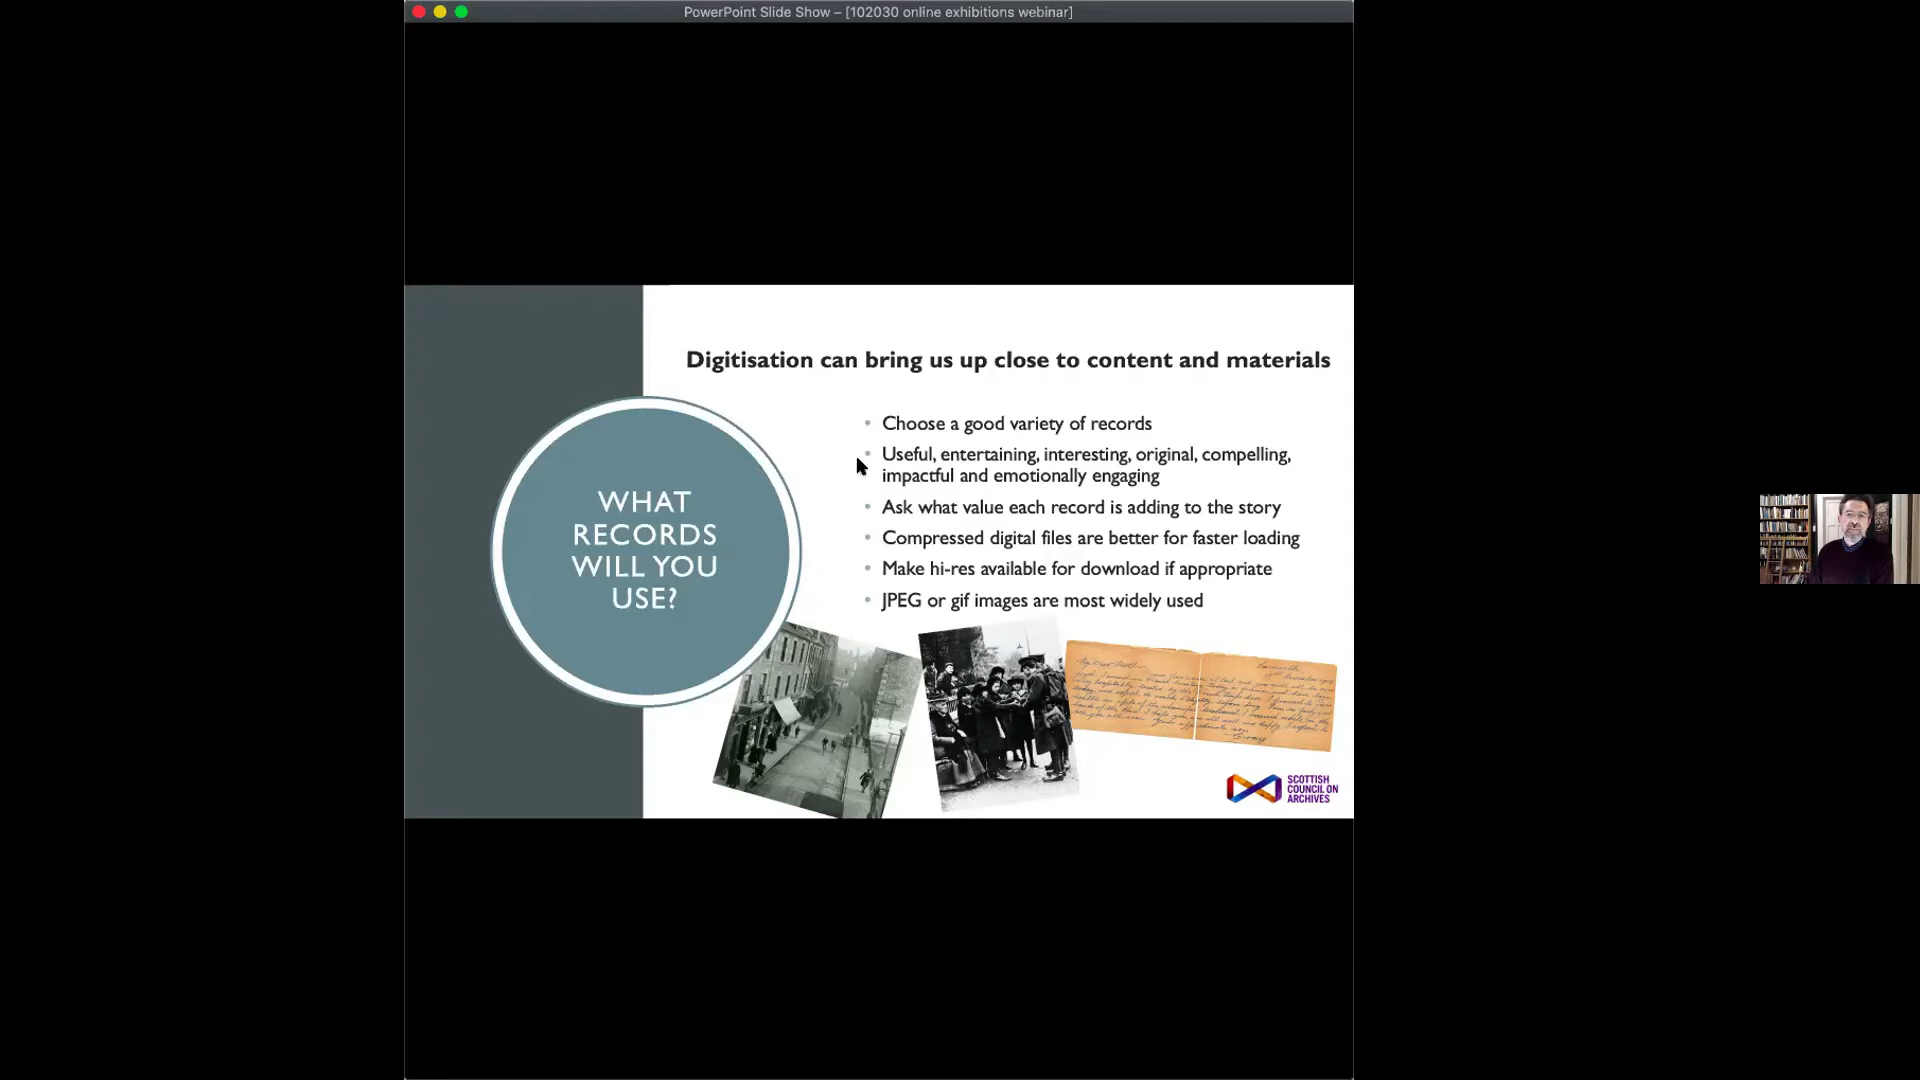 PowerPoint Slide Show – [102030 online exhibitions webinar]
Digitisation can bring us up close to content and materials
WHAT
RECORDS
WILL YOU
USE?
• Choose a good variety of records
• Useful, entertaining, interesting, original, compelling,
impactful and emotionally engaging
• Ask what value each record is adding to the story
• Compressed digital files are better for faster loading
• Make hi-res available for download if appropriate
• JPEG or gif images are most widely used
My Dear Mother
SCOTTISH
COUNCIL ON
ARCHIVES